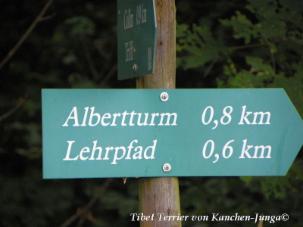 Albertturm 0,8 km
Lehrpfad 0,6 km
Tibet Terrier von Kanchen-Junga©